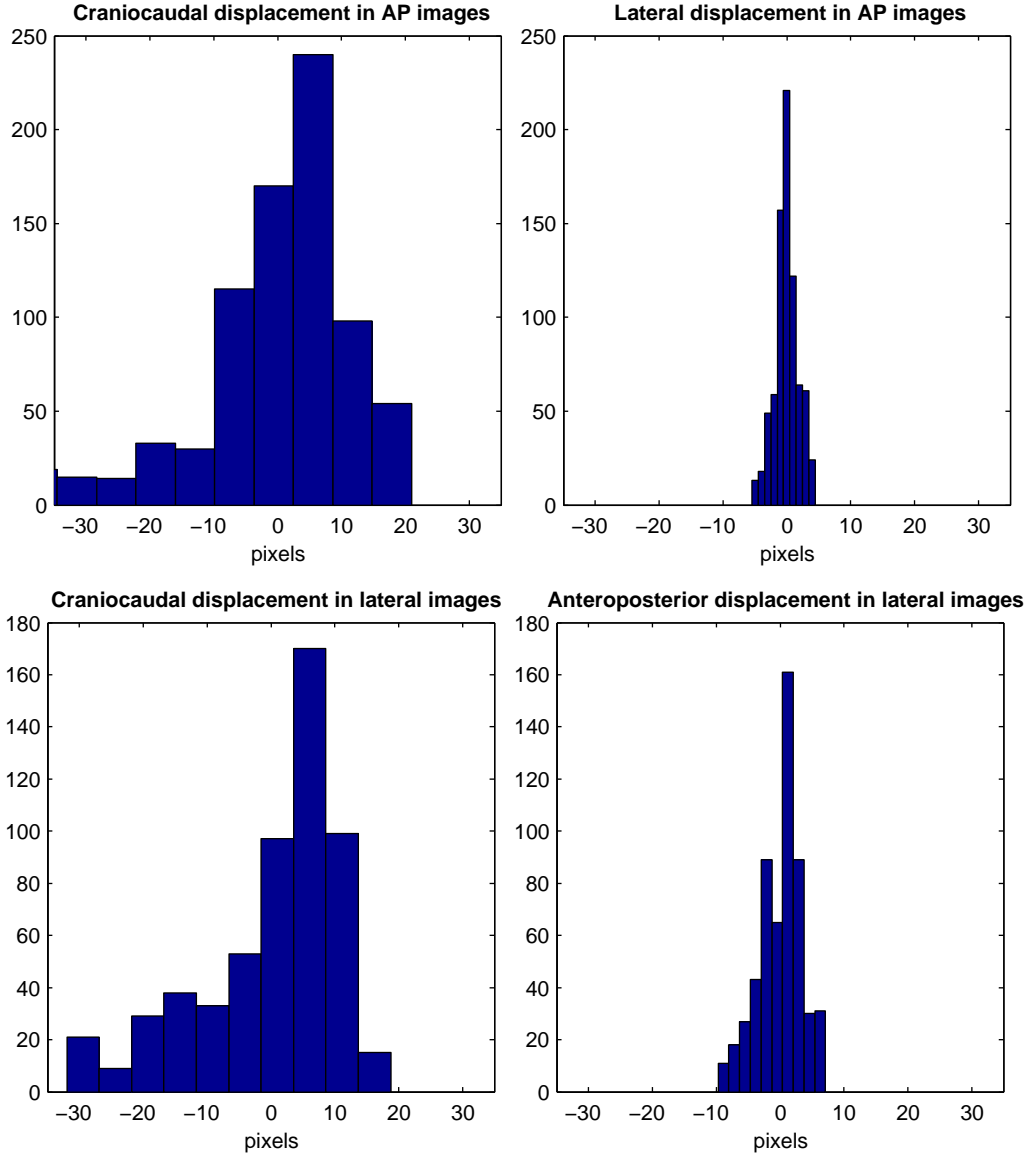 Craniocaudal displacement in AP images
250
200
150
100
50
0
−30 −20 −10 0 10 20 30
pixels
Lateral displacement in AP images
250
200
150
100
50
0
−30 −20 −10 0 10 20 30
pixels
Craniocaudal displacement in lateral images
180
160
140
120
100
80
60
40
20
0
−30 −20 −10 0 10 20 30
pixels
Anteroposterior displacement in lateral images
180
160
140
120
100
80
60
40
20
0
−30 −20 −10 0 10 20 30
pixels